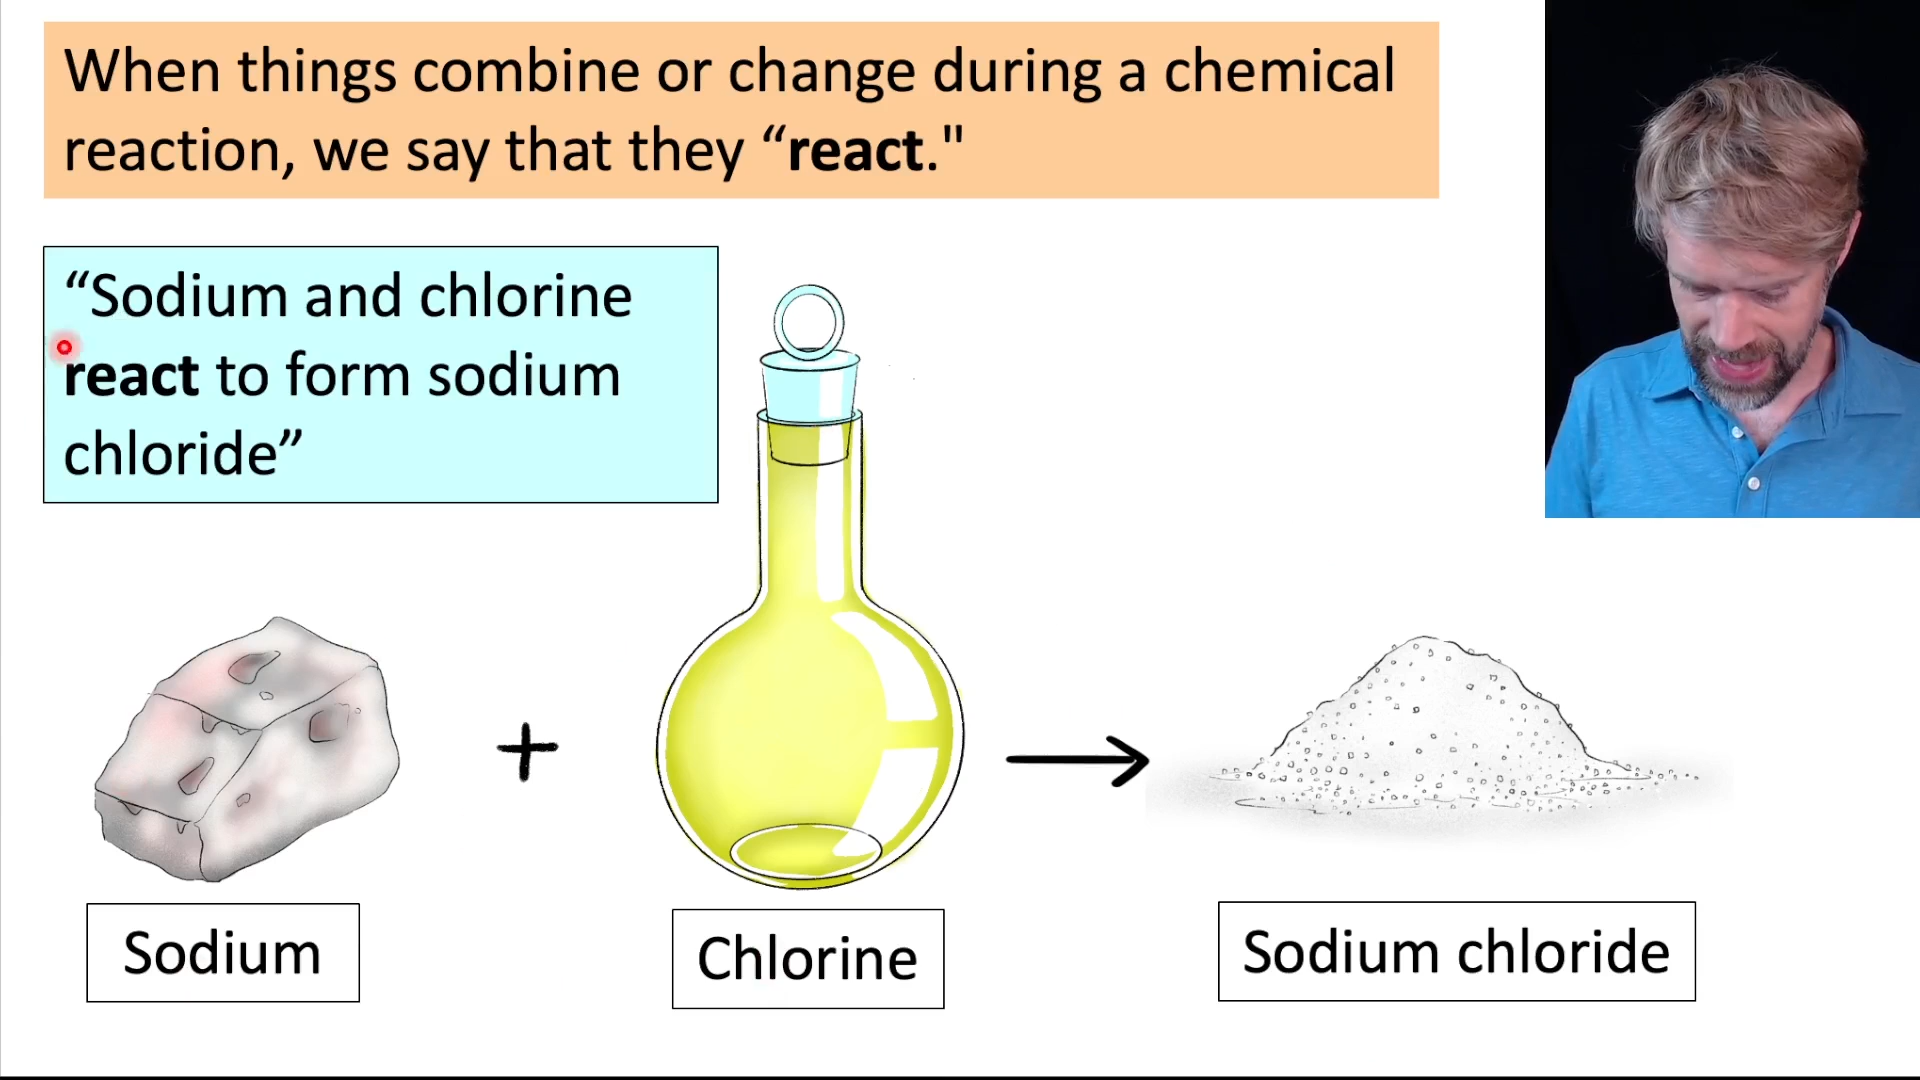 When things combine or change during a chemical
reaction, we say that they “react."
“Sodium and chlorine
react to form sodium
chloride”
+
Sodium
Chlorine
Sodium chloride